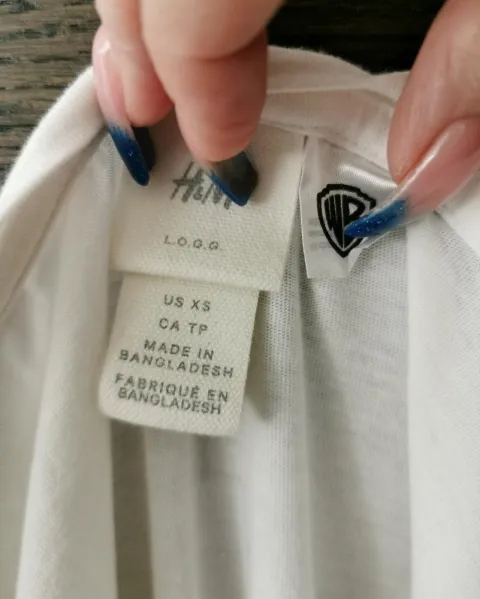 H&M
L.O.G.G.
WB
US XS
CA TP
MADE IN
BANGLADESH
FABRIQUÉ EN
BANGLADESH